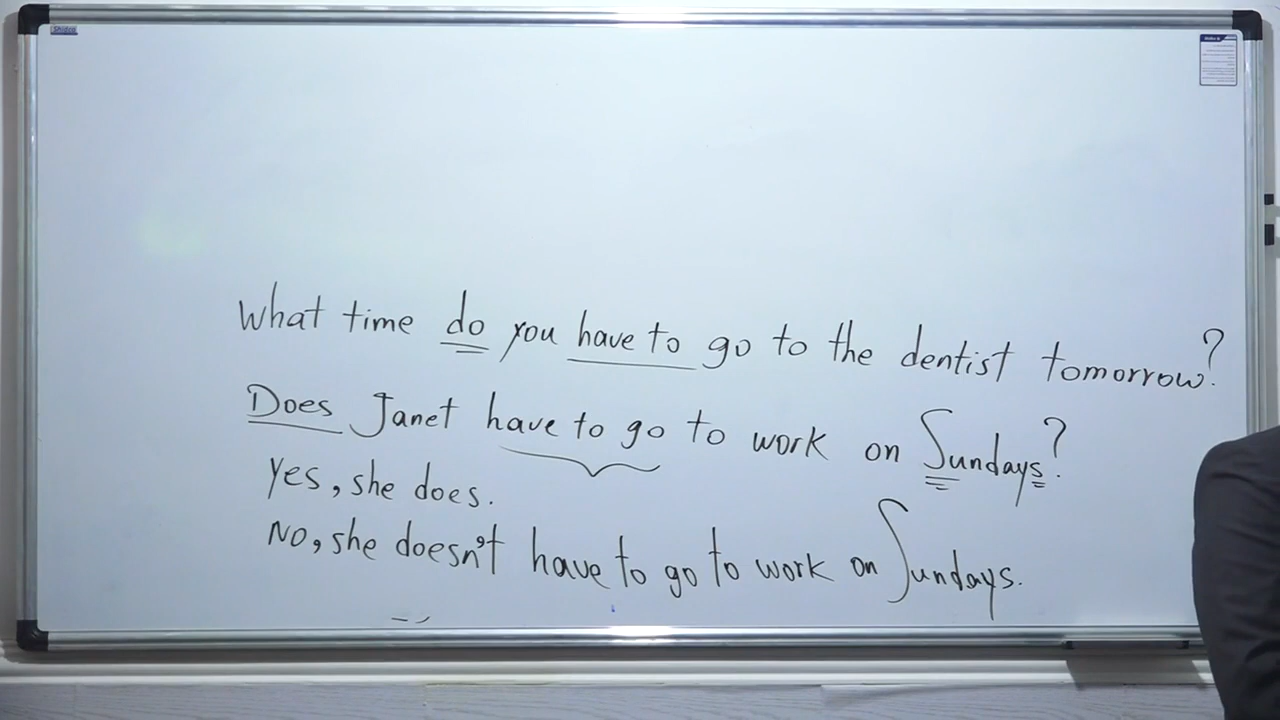 What time do you have to go to the dentist tomorrow?
Does Janet have to go to work on Sundays?
Yes, she does.
No, she doesn't have to go to work on Sundays.